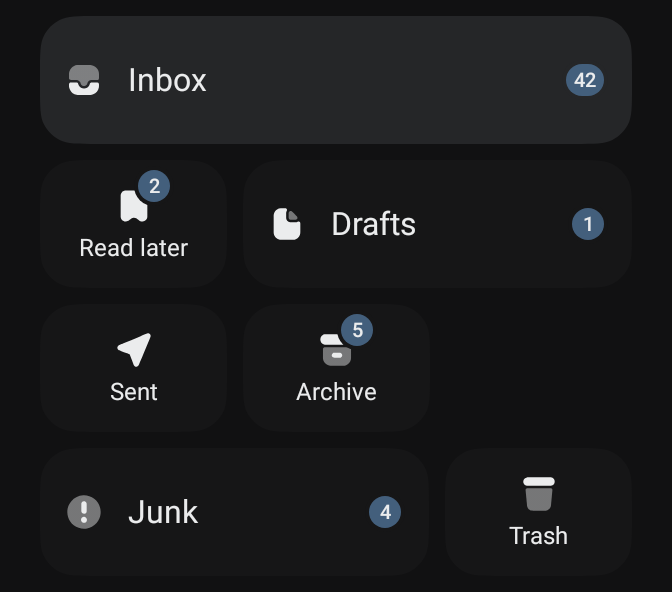 Inbox 42
2
Read later
Drafts 1
Sent
5
Archive
Junk 4
Trash